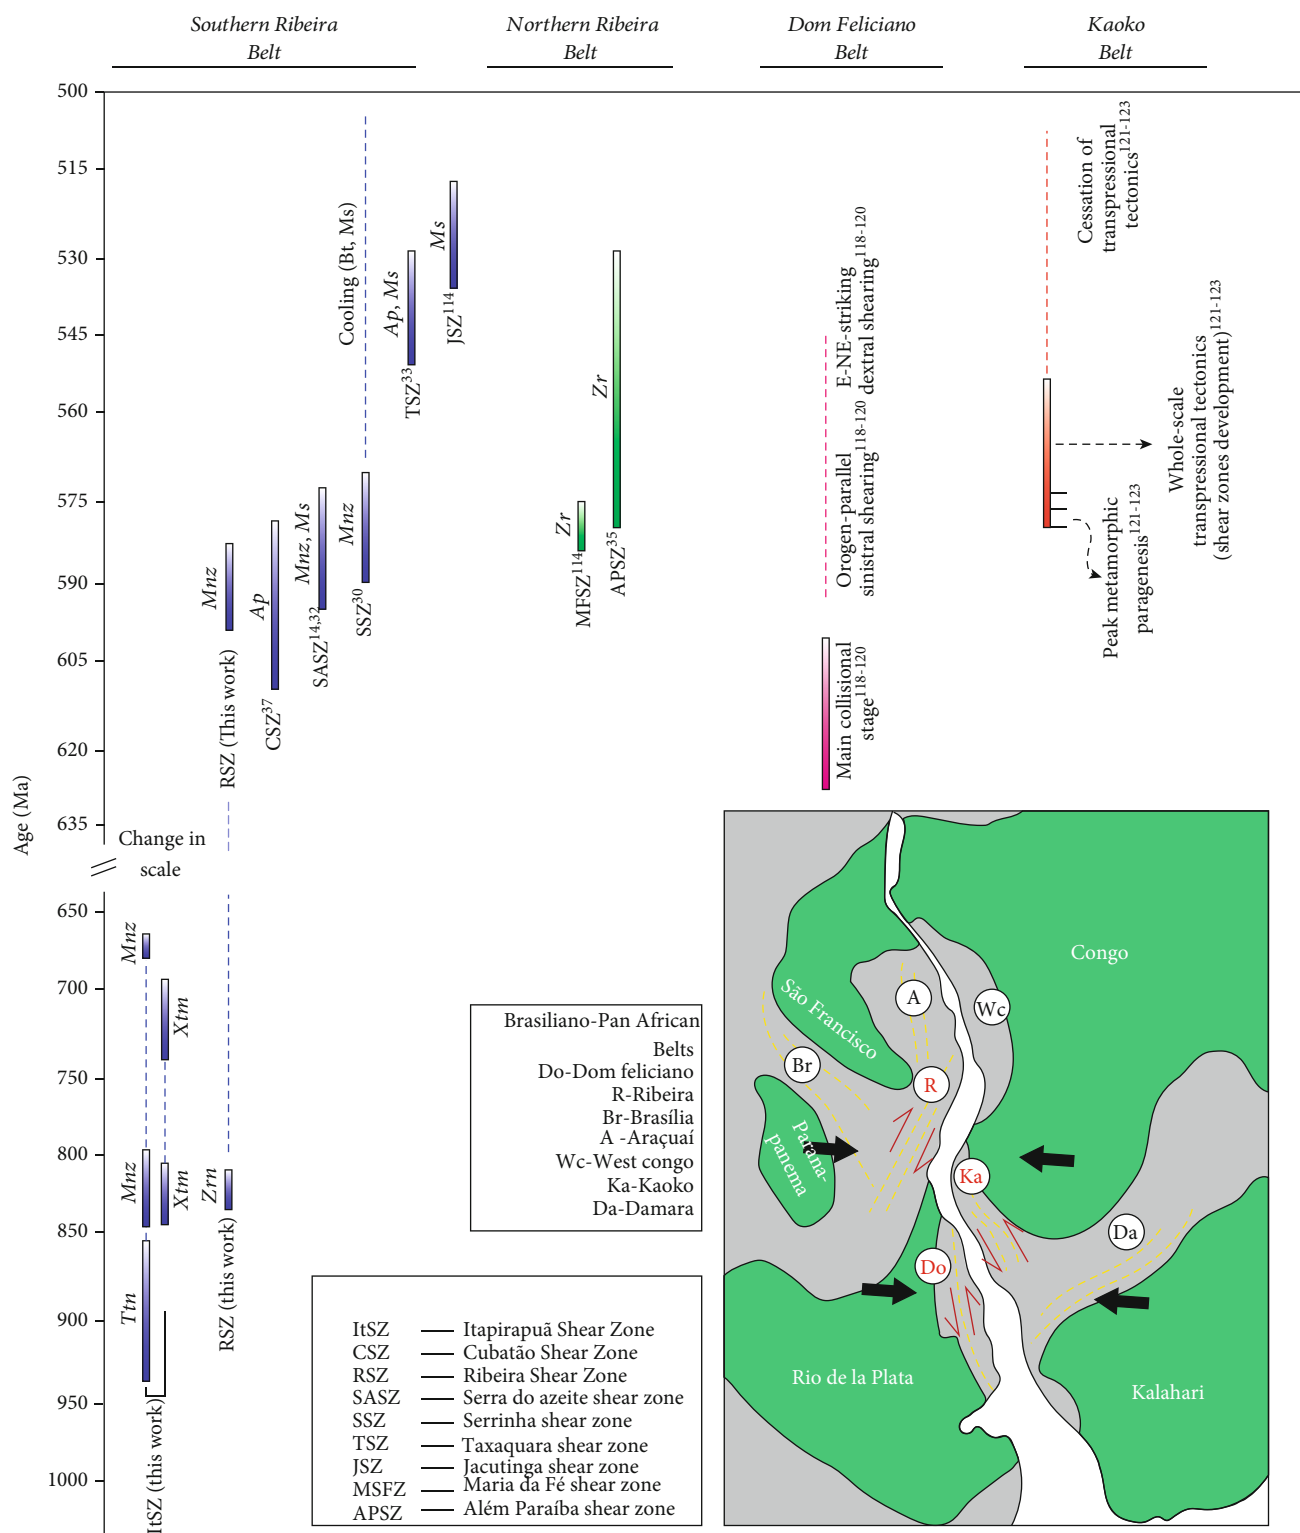 Southern Ribeira
Belt
Northern Ribeira
Belt
Dom Feliciano
Belt
Kaoko
Belt
Age (Ma)
500
515
530
545
560
575
590
605
620
635
Change in
scale
650
700
750
800
850
900
950
1000
Mnz
Xtm
Mnz
Xtm
Ttn
ItSZ (this work)
Zrn
RSZ (this work)
Mnz
RSZ (This work)
Ap
CSZ37
Mnz, Ms
SASZ14,32
Mnz
SSZ30
Cooling (Bt, Ms)
Ap, Ms
TSZ33
Ms
JSZ114
Zr
MFSZ114
Zr
APSZ35
Main collisional
stage118-120
Orogen-parallel
sinistral shearing118-120
E-NE-striking
dextral shearing118-120
Cessation of
transpressional
tectonics121-123
Whole-scale
transpressional tectonics
(shear zones development)121-123
Peak metamorphic
paragenesis121-123
Brasiliano-Pan African
Belts
Do-Dom feliciano
R-Ribeira
Br-Brasília
A -Araçuaí
Wc-West congo
Ka-Kaoko
Da-Damara
ItSZ — Itapirapuã Shear Zone
CSZ — Cubatão Shear Zone
RSZ — Ribeira Shear Zone
SASZ — Serra do azeite shear zone
SSZ — Serrinha shear zone
TSZ — Taxaquara shear zone
JSZ — Jacutinga shear zone
MSFZ — Maria da Fé shear zone
APSZ — Além Paraíba shear zone
Congo
São Francisco
A
Wc
Br
R
Parana-
panema
Ka
Da
Do
Rio de la Plata
Kalahari